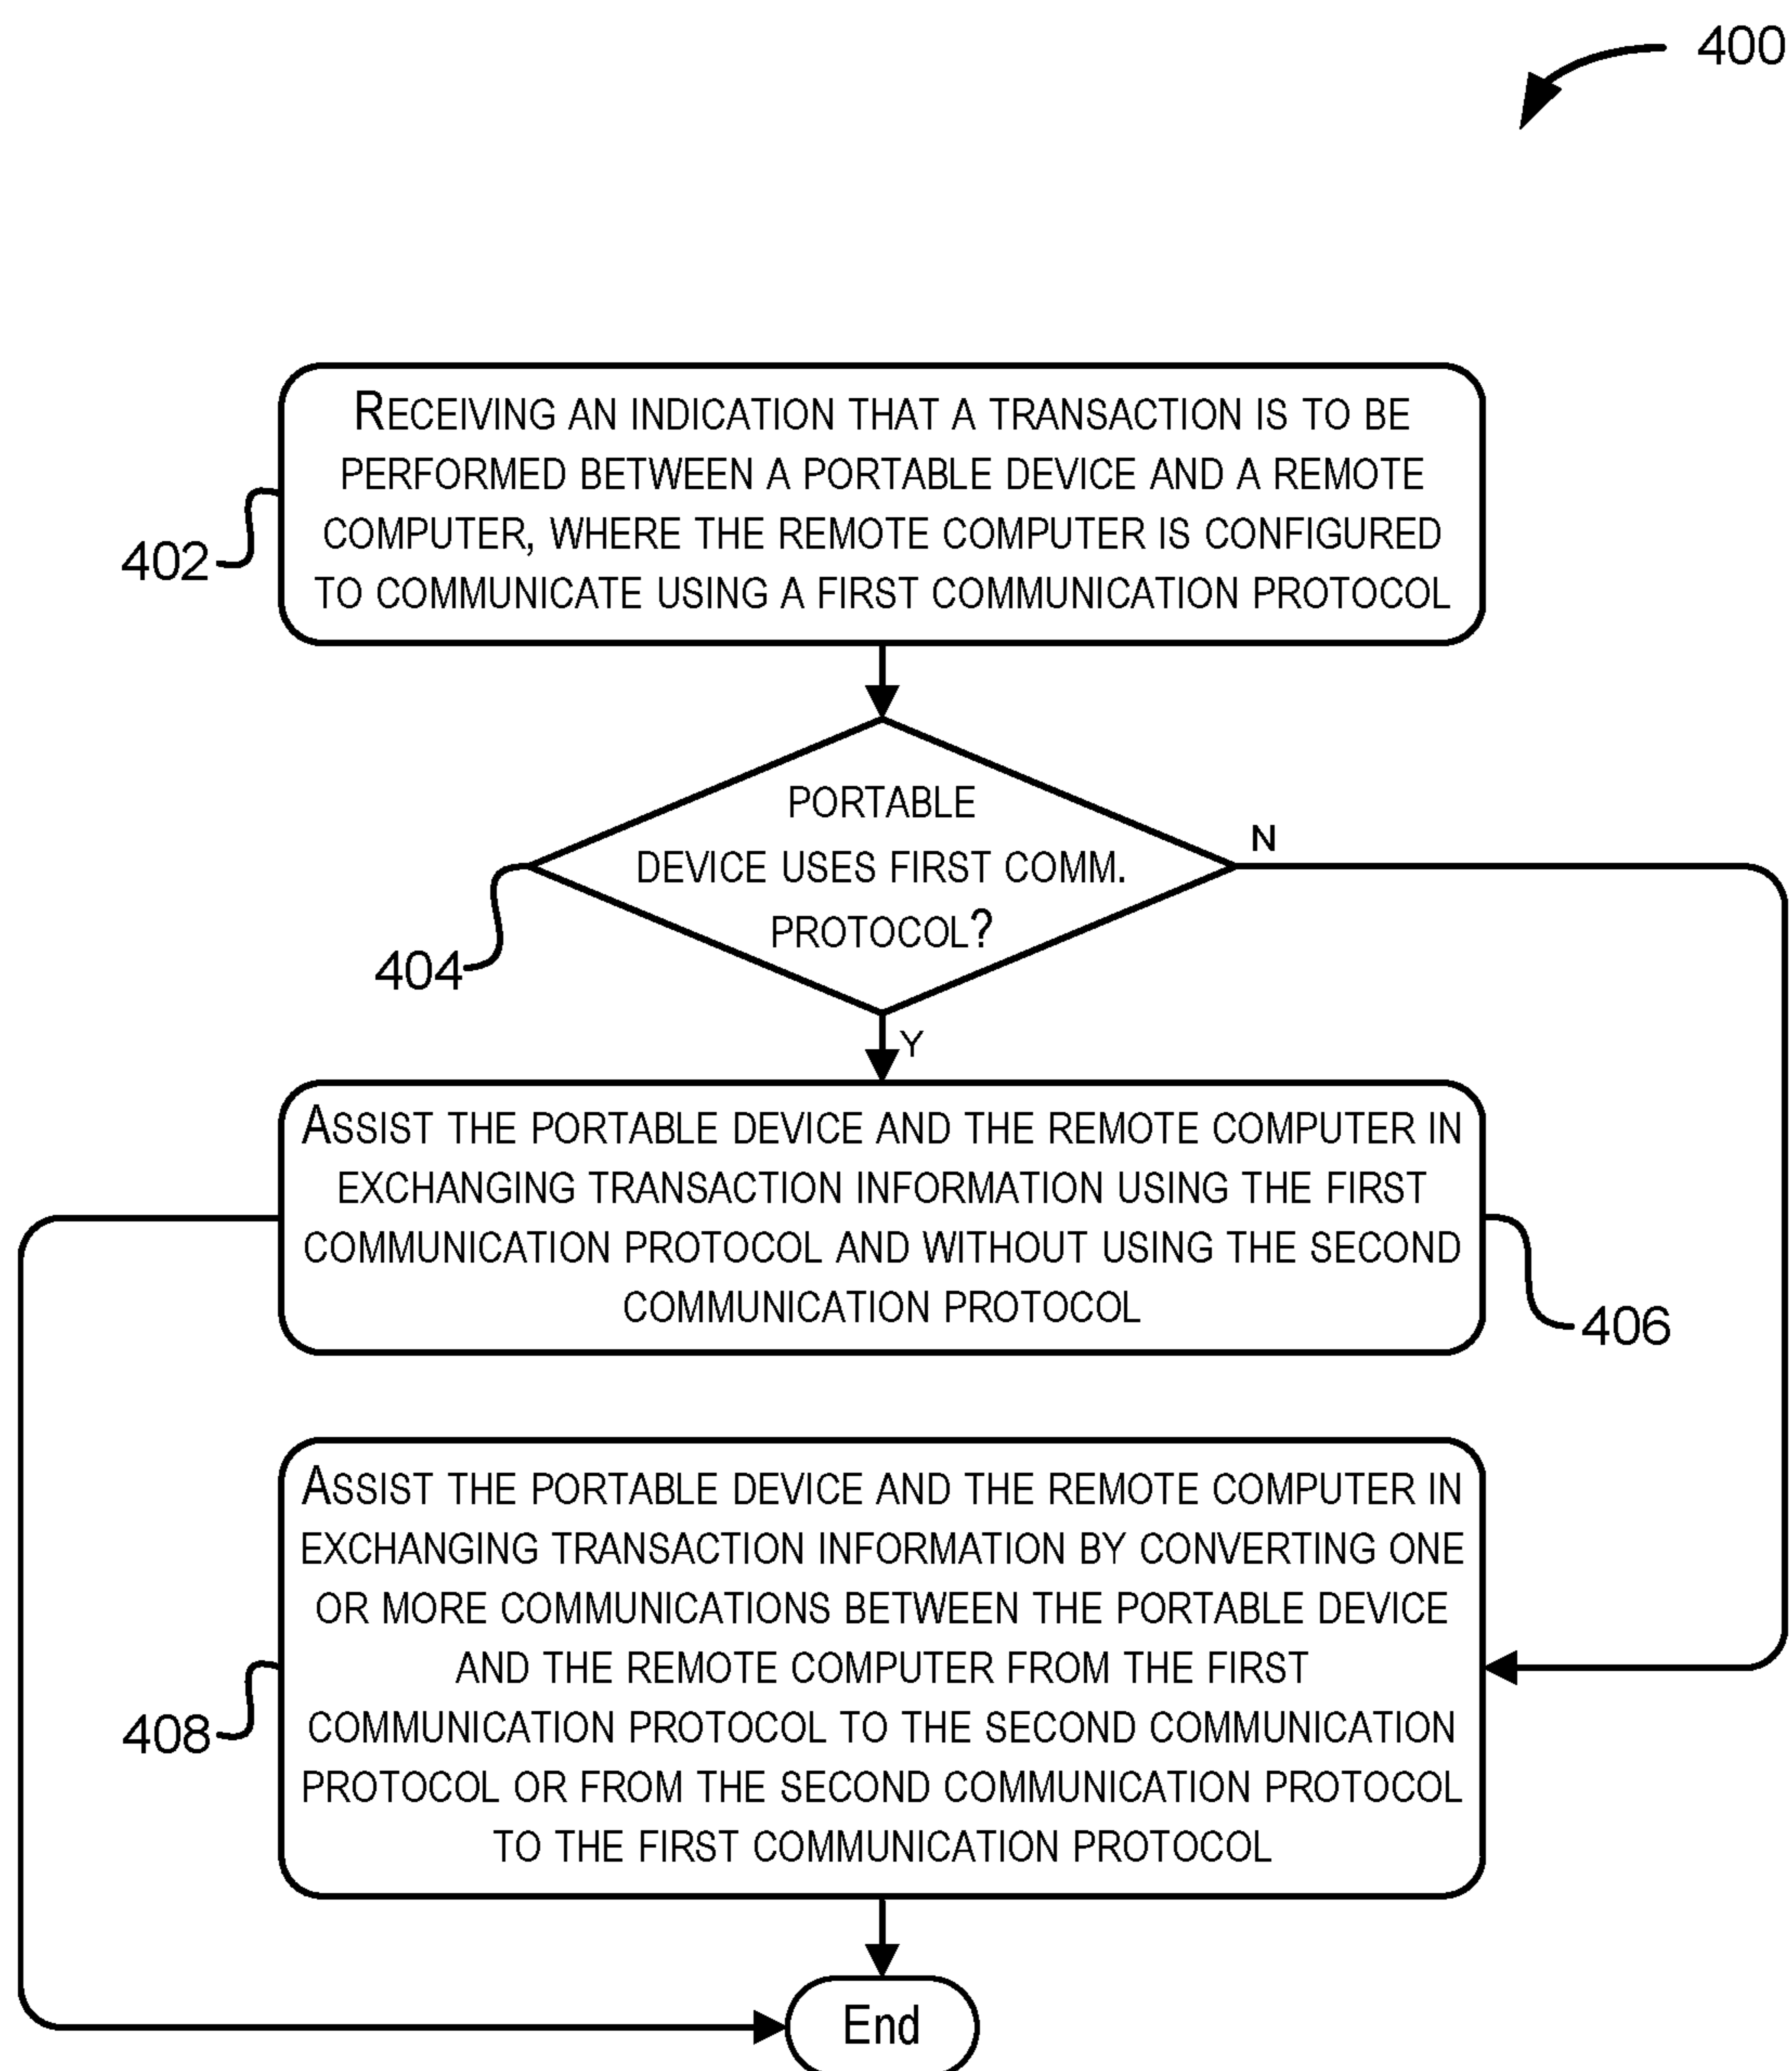 400
RECEIVING AN INDICATION THAT A TRANSACTION IS TO BE
PERFORMED BETWEEN A PORTABLE DEVICE AND A REMOTE
COMPUTER, WHERE THE REMOTE COMPUTER IS CONFIGURED
TO COMMUNICATE USING A FIRST COMMUNICATION PROTOCOL
402
PORTABLE
DEVICE USES FIRST COMM.
PROTOCOL?
N
404
Y
ASSIST THE PORTABLE DEVICE AND THE REMOTE COMPUTER IN
EXCHANGING TRANSACTION INFORMATION USING THE FIRST
COMMUNICATION PROTOCOL AND WITHOUT USING THE SECOND
COMMUNICATION PROTOCOL
406
ASSIST THE PORTABLE DEVICE AND THE REMOTE COMPUTER IN
EXCHANGING TRANSACTION INFORMATION BY CONVERTING ONE
OR MORE COMMUNICATIONS BETWEEN THE PORTABLE DEVICE
AND THE REMOTE COMPUTER FROM THE FIRST
COMMUNICATION PROTOCOL TO THE SECOND COMMUNICATION
PROTOCOL OR FROM THE SECOND COMMUNICATION PROTOCOL
TO THE FIRST COMMUNICATION PROTOCOL
408
End